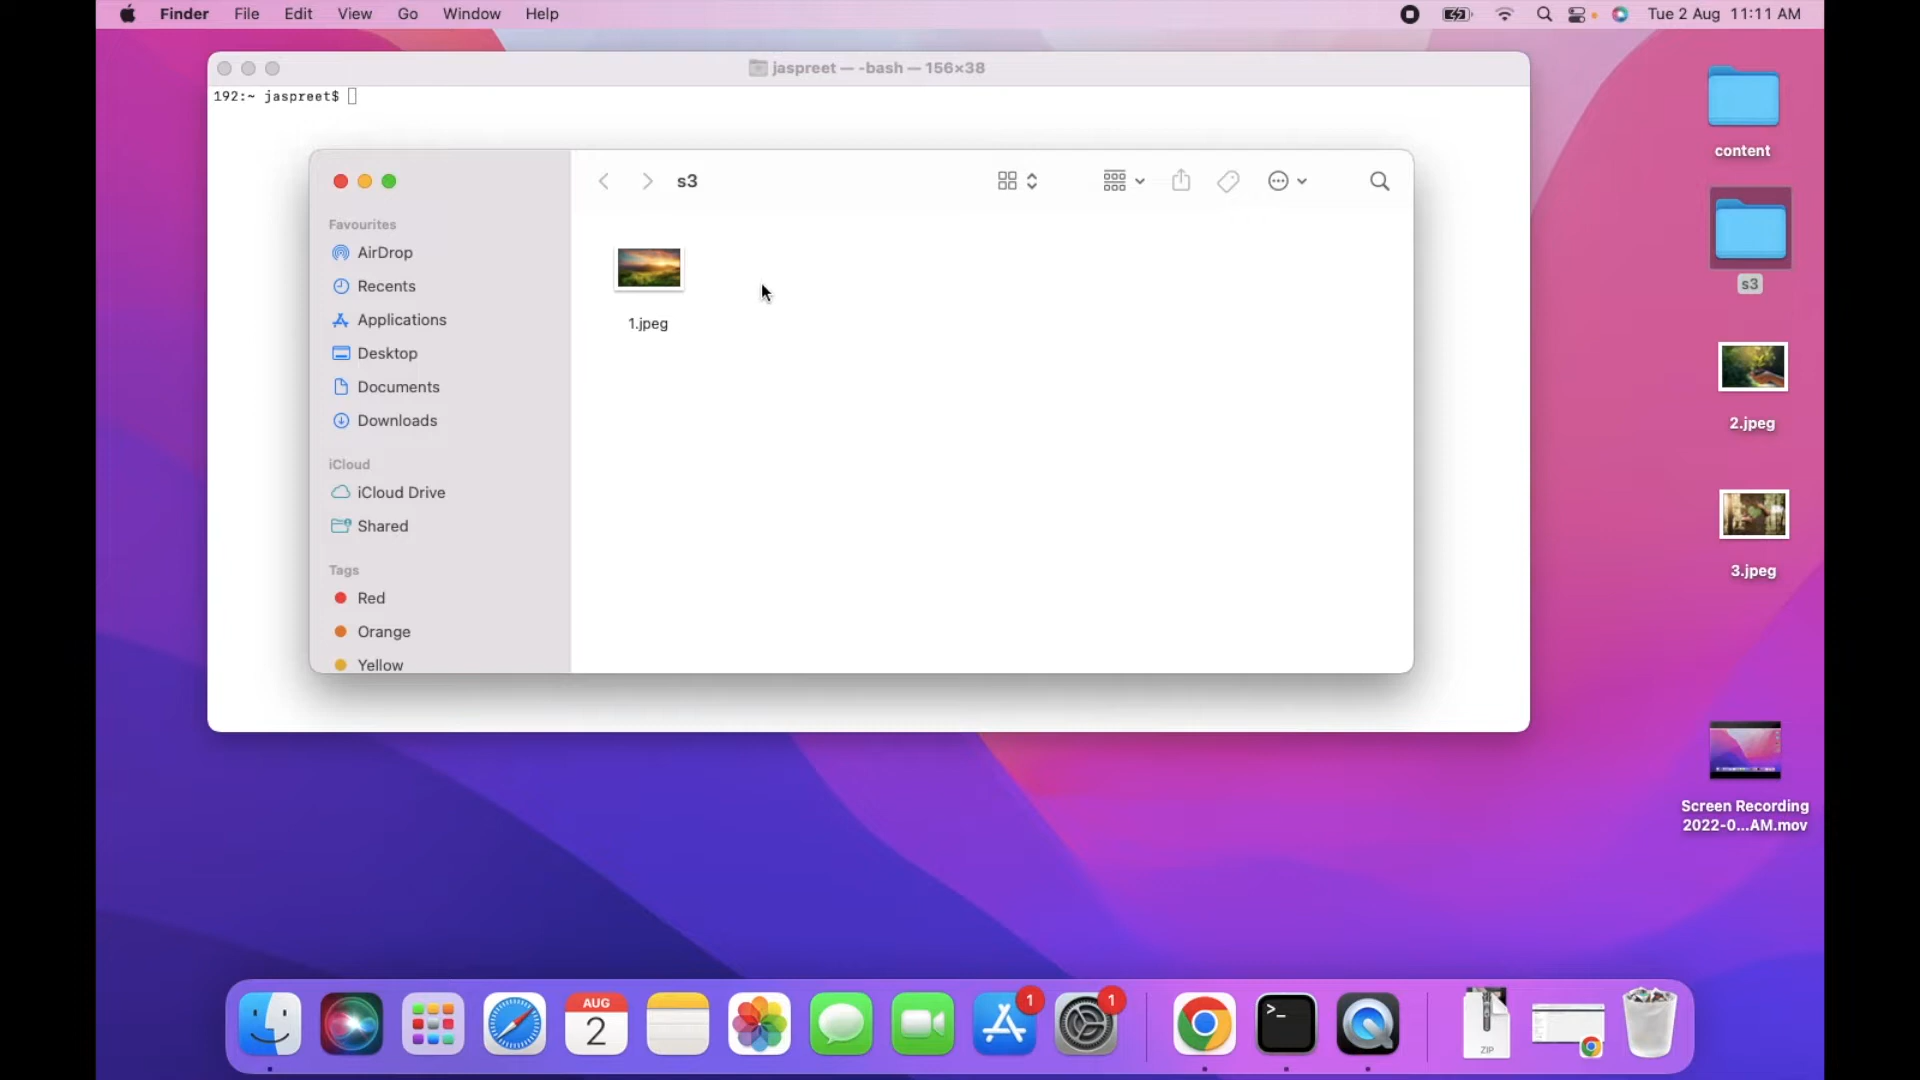 Finder File Edit View Go Window Help Tue 2 Aug 11:11 AM
jaspreet — -bash — 156×38
192:~ jaspreet$
s3
Favourites
AirDrop
Recents
Applications
Desktop
Documents
Downloads
iCloud
iCloud Drive
Shared
Tags
Red
Orange
Yellow
1.jpeg
content
s3
2.jpeg
3.jpeg
Screen Recording
2022-0...AM.mov
AUG
2
1
1
>_
ZIP